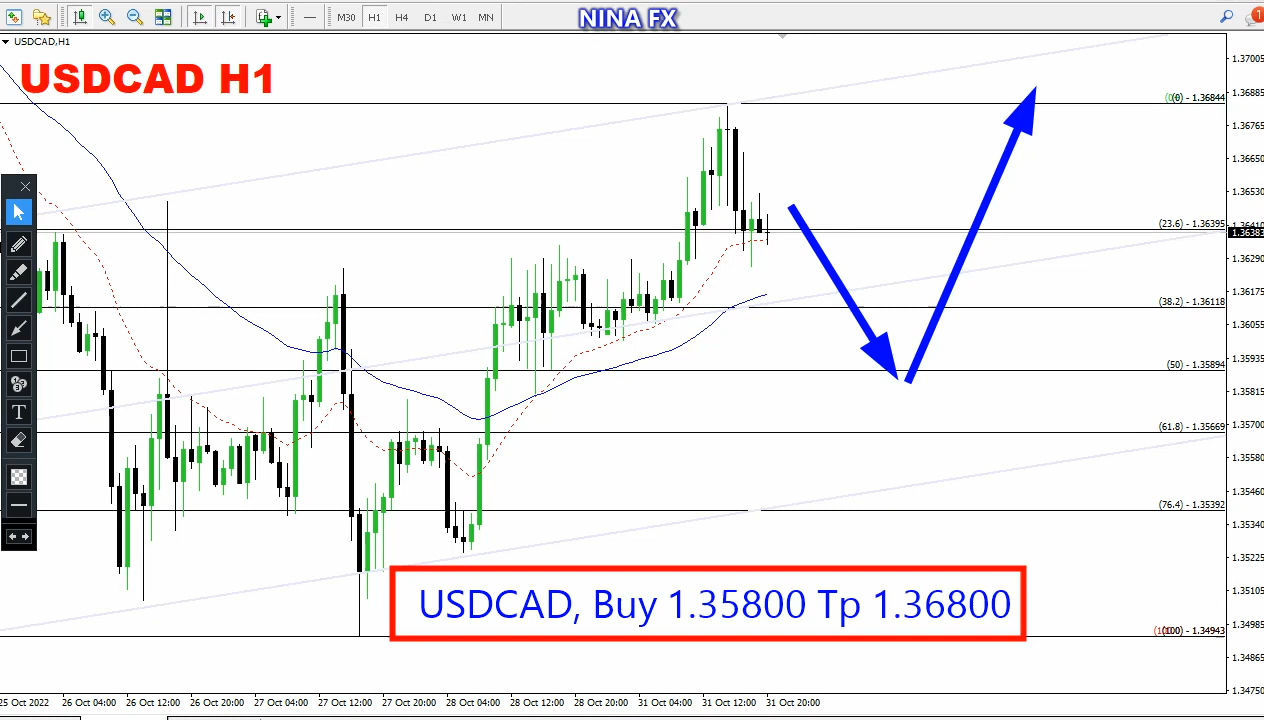 M30 H1 H4 D1 W1 MN
NINA FX
1
USDCAD,H1
USDCAD H1
1.37005
1.36885
(0) - 1.36844
1.36765
1.36650
1.36530
(23.6) - 1.36395
1.36410
1.36383
1.36290
(38.2) - 1.36118
1.36175
1.36055
1.35935
(50) - 1.35894
1.35815
(61.8) - 1.35669
1.35700
1.35580
1.35460
(76.4) - 1.35392
1.35340
1.35225
1.35105
USDCAD, Buy 1.35800 Tp 1.36800
1.34985
(100) - 1.34943
1.34865
1.34750
T
25 Oct 2022 26 Oct 04:00 26 Oct 12:00 26 Oct 20:00 27 Oct 04:00 27 Oct 12:00 27 Oct 20:00 28 Oct 04:00 28 Oct 12:00 28 Oct 20:00 31 Oct 04:00 31 Oct 12:00 31 Oct 20:00